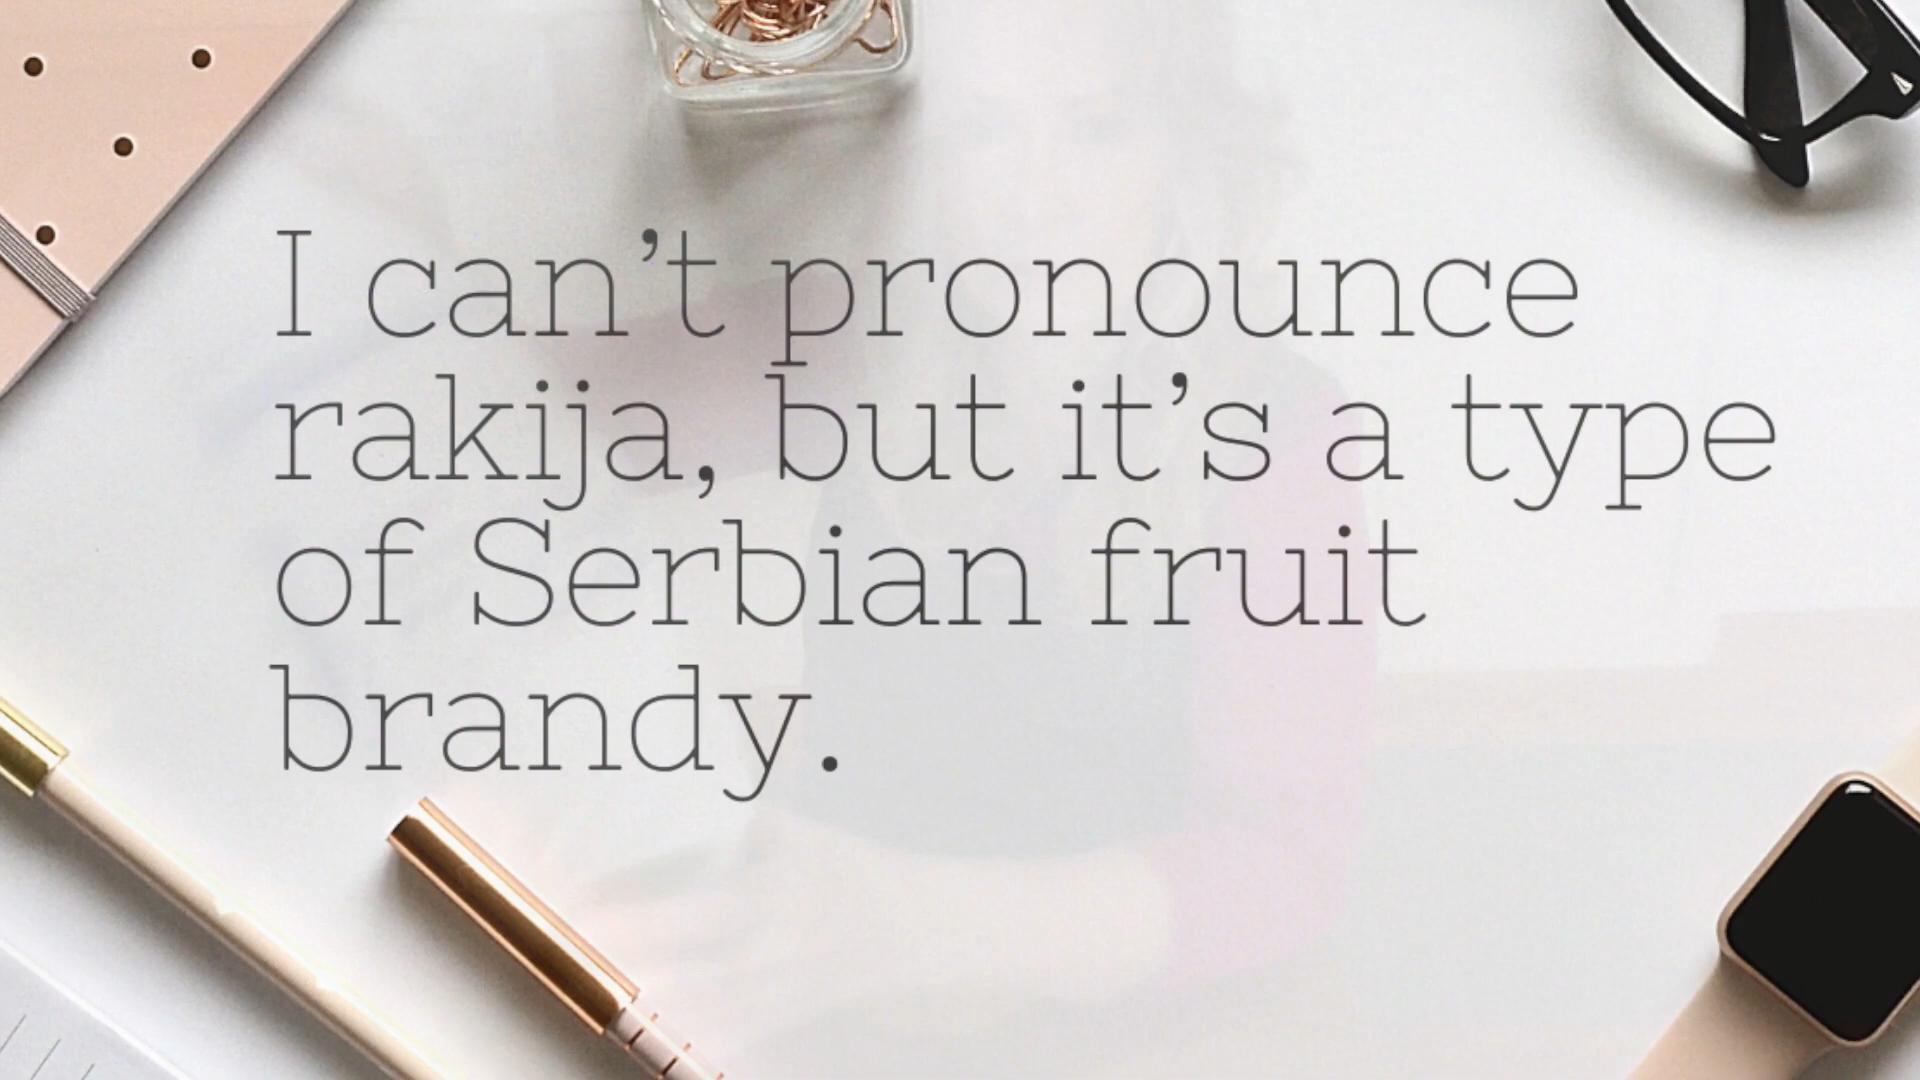 I can’t pronounce
rakija, but it’s a type
of Serbian fruit
brandy.